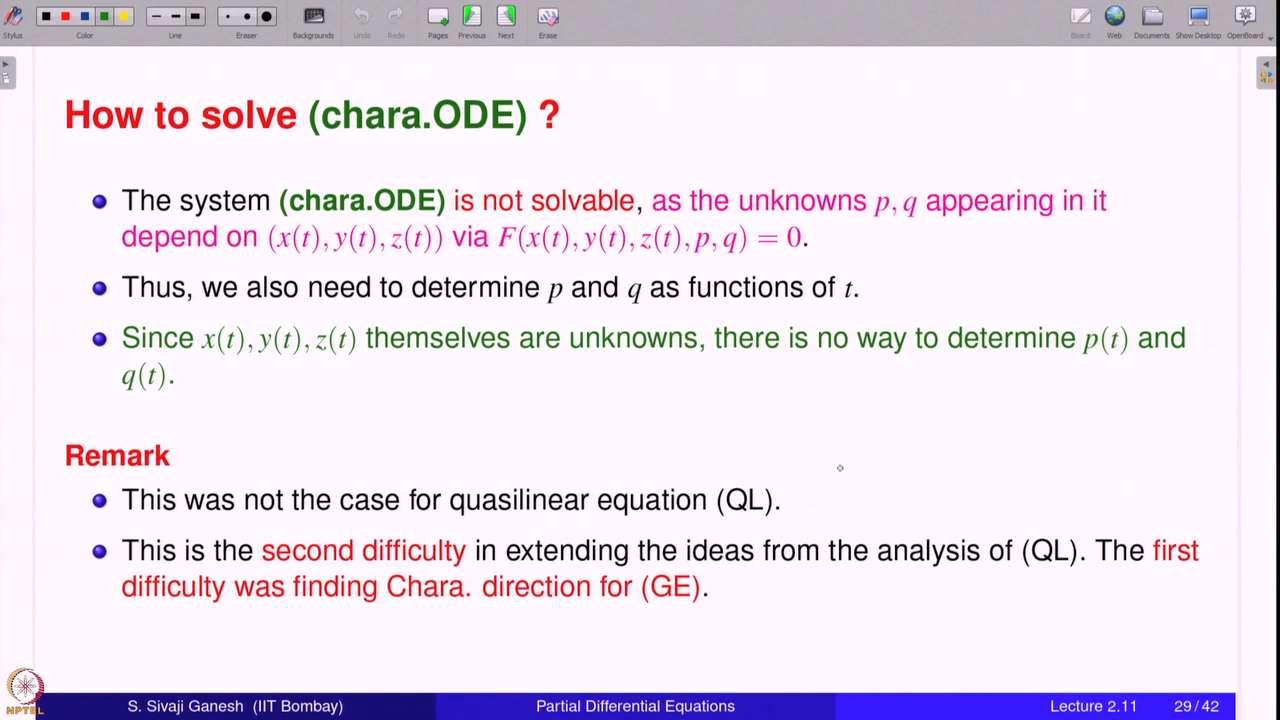 Stylus
Color
Line
Eraser
Backgrounds
Undo
Redo
Pages
Previous
Next
Erase
Board
Web
Documents
Show Desktop
OpenBoard
How to solve (chara.ODE) ?
The system (chara.ODE) is not solvable, as the unknowns p, q appearing in it
depend on (x(t), y(t), z(t)) via F(x(t), y(t), z(t), p, q) = 0.
Thus, we also need to determine p and q as functions of t.
Since x(t), y(t), z(t) themselves are unknowns, there is no way to determine p(t) and
q(t).
Remark
This was not the case for quasilinear equation (QL).
This is the second difficulty in extending the ideas from the analysis of (QL). The first
difficulty was finding Chara. direction for (GE).
NPTEL
S. Sivaji Ganesh (IIT Bombay)
Partial Differential Equations
Lecture 2.11
29 / 42